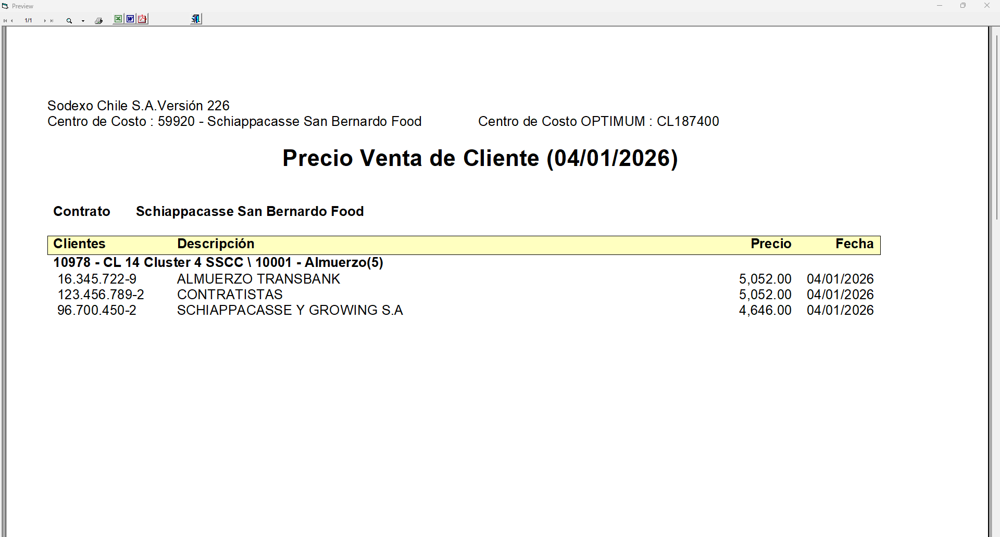 Preview
1/1
Sodexo Chile S.A.Versión 226
Centro de Costo : 59920 - Schiappacasse San Bernardo Food Centro de Costo OPTIMUM : CL187400
Precio Venta de Cliente (04/01/2026)
Contrato Schiappacasse San Bernardo Food
Clientes Descripción Precio Fecha
10978 - CL 14 Cluster 4 SSCC \ 10001 - Almuerzo(5)
16.345.722-9 ALMUERZO TRANSBANK 5,052.00 04/01/2026
123.456.789-2 CONTRATISTAS 5,052.00 04/01/2026
96.700.450-2 SCHIAPPACASSE Y GROWING S.A 4,646.00 04/01/2026